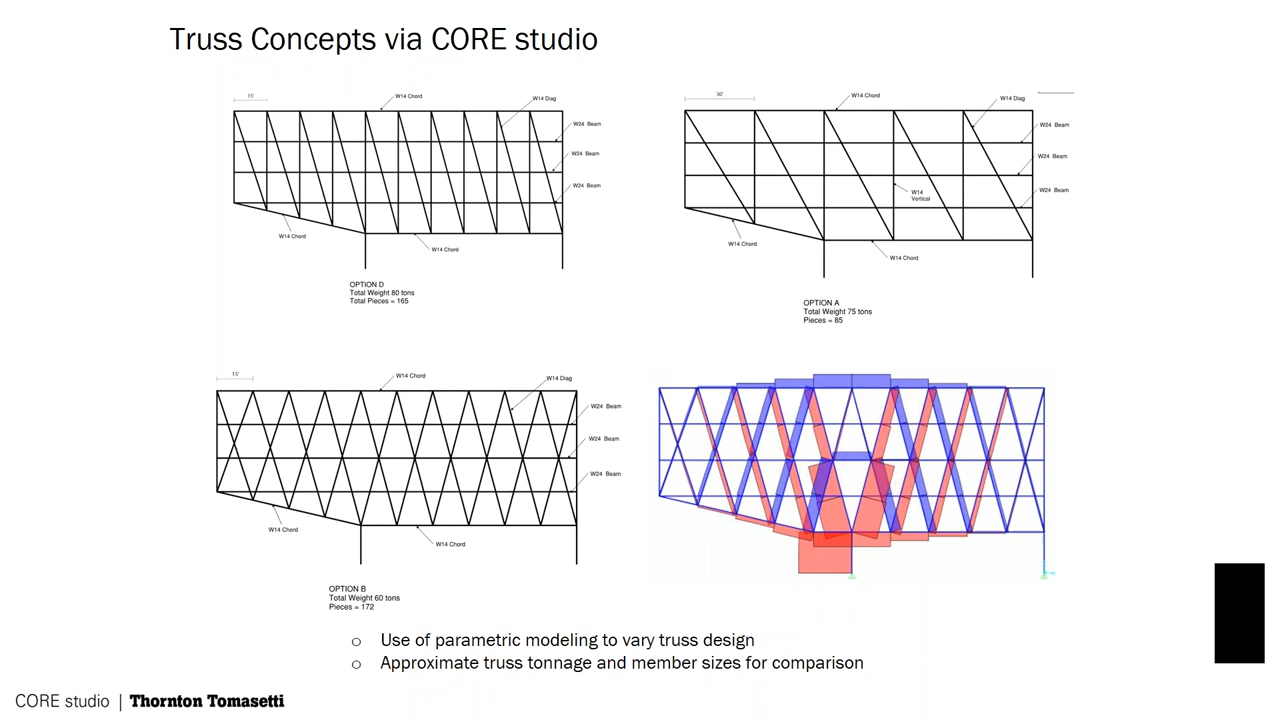 Truss Concepts via CORE studio
15'
W14 Chord
W14 Diag
W24 Beam
W24 Beam
W24 Beam
W14 Chord
W14 Chord
OPTION D
Total Weight 80 tons
Total Pieces = 165
30'
W14 Chord
W14 Diag
W24 Beam
W24 Beam
W14
Vertical
W24 Beam
W14 Chord
W14 Chord
OPTION A
Total Weight 75 tons
Pieces = 85
15'
W14 Chord
W14 Diag
W24 Beam
W24 Beam
W24 Beam
W14 Chord
W14 Chord
OPTION B
Total Weight 60 tons
Pieces = 172
o Use of parametric modeling to vary truss design
o Approximate truss tonnage and member sizes for comparison
CORE studio | Thornton Tomasetti